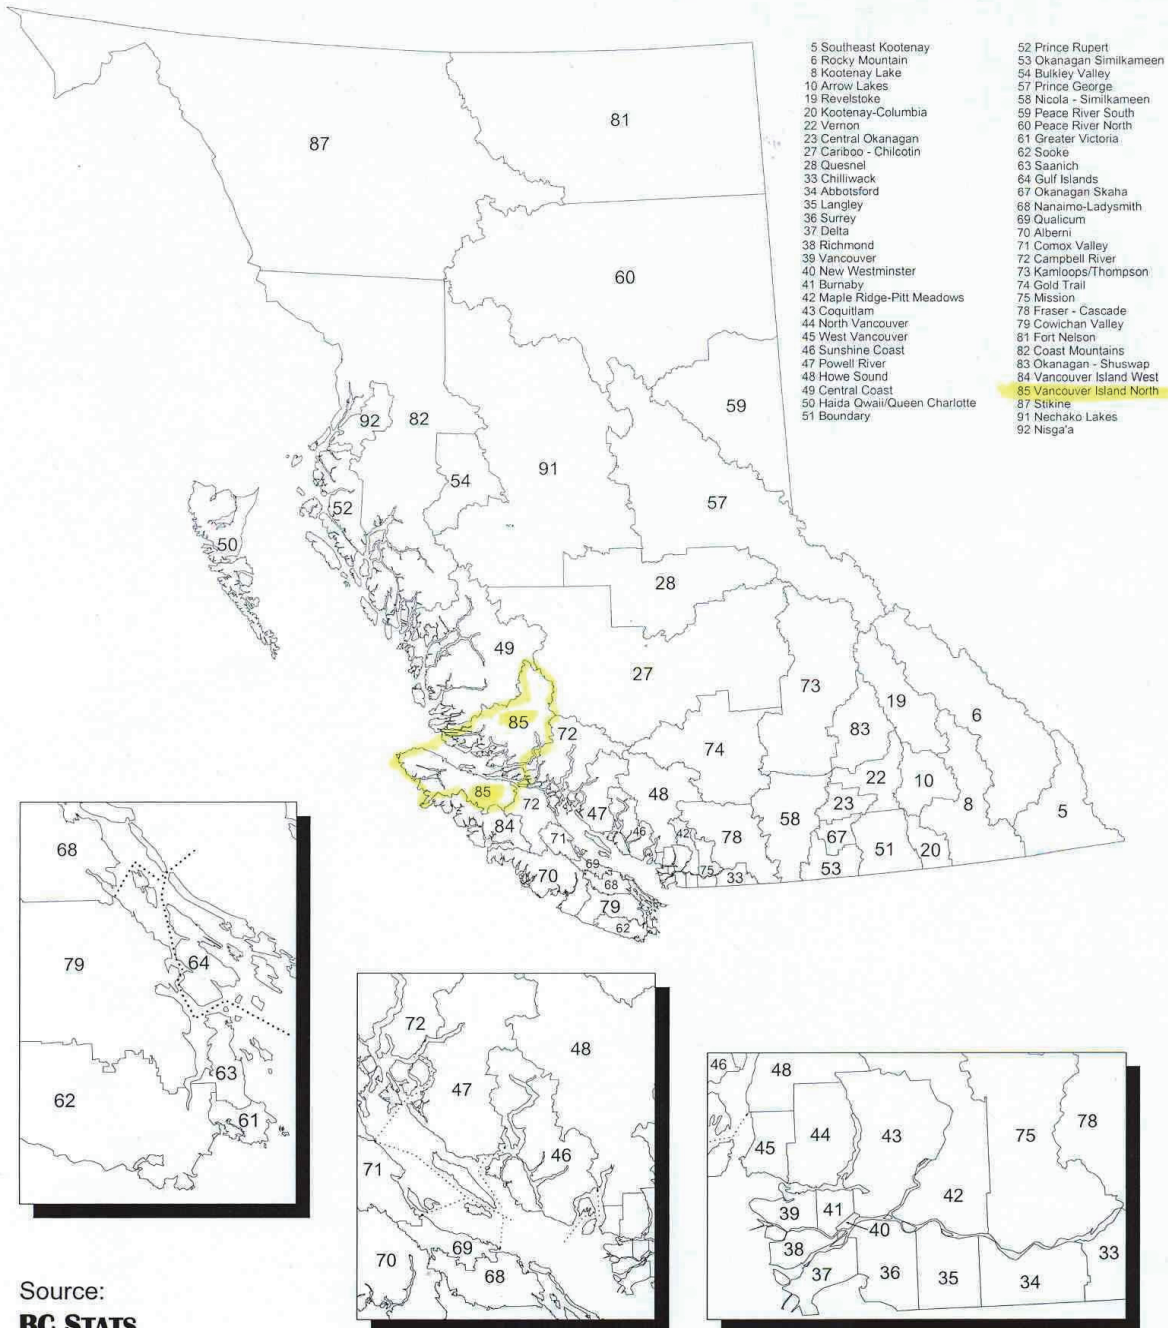 5 Southeast Kootenay
6 Rocky Mountain
8 Kootenay Lake
10 Arrow Lakes
19 Revelstoke
20 Kootenay-Columbia
22 Vernon
23 Central Okanagan
27 Cariboo - Chilcotin
28 Quesnel
33 Chilliwack
34 Abbotsford
35 Langley
36 Surrey
37 Delta
38 Richmond
39 Vancouver
40 New Westminster
41 Burnaby
42 Maple Ridge-Pitt Meadows
43 Coquitlam
44 North Vancouver
45 West Vancouver
46 Sunshine Coast
47 Powell River
48 Howe Sound
49 Central Coast
50 Haida Qwaii/Queen Charlotte
51 Boundary
52 Prince Rupert
53 Okanagan Similkameen
54 Bulkley Valley
57 Prince George
58 Nicola - Similkameen
59 Peace River South
60 Peace River North
61 Greater Victoria
62 Sooke
63 Saanich
64 Gulf Islands
67 Okanagan Skaha
68 Nanaimo-Ladysmith
69 Qualicum
70 Alberni
71 Comox Valley
72 Campbell River
73 Kamloops/Thompson
74 Gold Trail
75 Mission
78 Fraser - Cascade
79 Cowichan Valley
81 Fort Nelson
82 Coast Mountains
83 Okanagan - Shuswap
84 Vancouver Island West
85 Vancouver Island North
87 Stikine
91 Nechako Lakes
92 Nisga'a
81
87
60
59
92
82
54
91
57
52
50
28
49
27
73
19
6
85
72
83
74
22
10
85
72
47
48
23
8
5
84
58
46
42
78
67
71
51
20
69
75
53
70
68
33
79
62
68
79
64
63
62
61
72
48
47
71
46
70
69
68
46
48
44
43
75
78
45
42
39
41
40
38
33
37
36
35
34
Source:
BC STATS